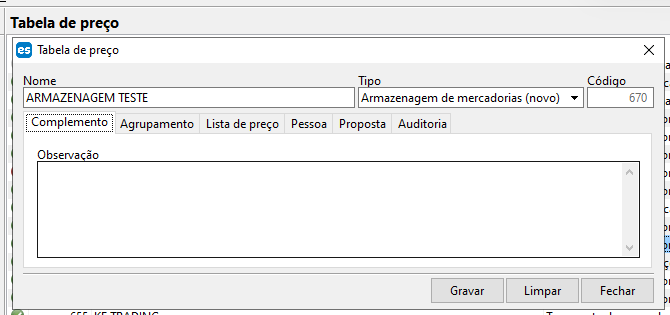 Tabela de preço
es Tabela de preço
Nome Tipo Código
ARMAZENAGEM TESTE Armazenagem de mercadorias (novo) 670
Complemento Agrupamento Lista de preço Pessoa Proposta Auditoria
Observação
Gravar Limpar Fechar